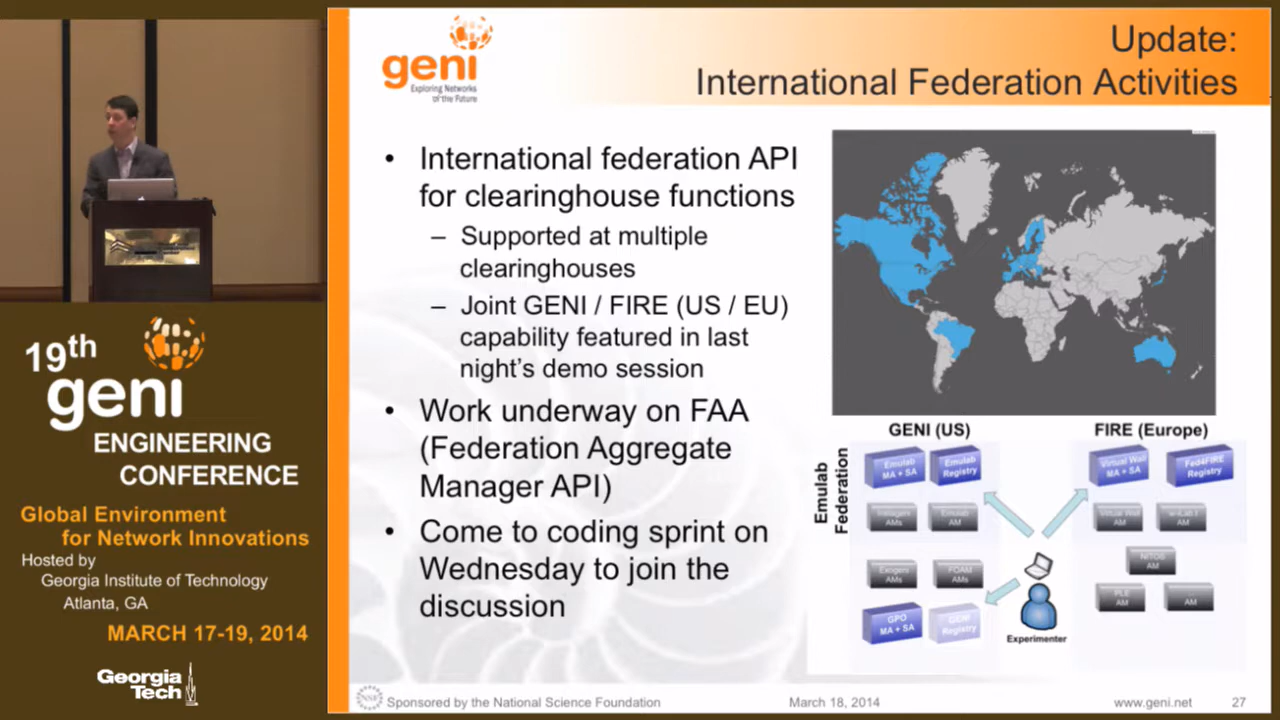 geni
Exploring Networks
of the Future
Update:
International Federation Activities
• International federation API
for clearinghouse functions
– Supported at multiple
clearinghouses
– Joint GENI / FIRE (US / EU)
capability featured in last
night's demo session
• Work underway on FAA
(Federation Aggregate
Manager API)
• Come to coding sprint on
Wednesday to join the
discussion
GENI (US)
FIRE (Europe)
Emulab
Federation
Emulab
MA + SA
Emulab
Registry
Virtual Wall
MA + SA
Fed4FIRE
Registry
Instageni
AMs
Emulab
AM
Virtual Wall
AM
w-iLab.t
AM
Exogeni
AMs
FOAM
AMs
NITOS
AM
PLE
AM
AM
GPO
MA + SA
GENI
Registry
Experimenter
Sponsored by the National Science Foundation
March 18, 2014
www.geni.net
27
19th
geni
ENGINEERING
CONFERENCE
Global Environment
for Network Innovations
Hosted by
Georgia Institute of Technology
Atlanta, GA
MARCH 17-19, 2014
Georgia
Tech